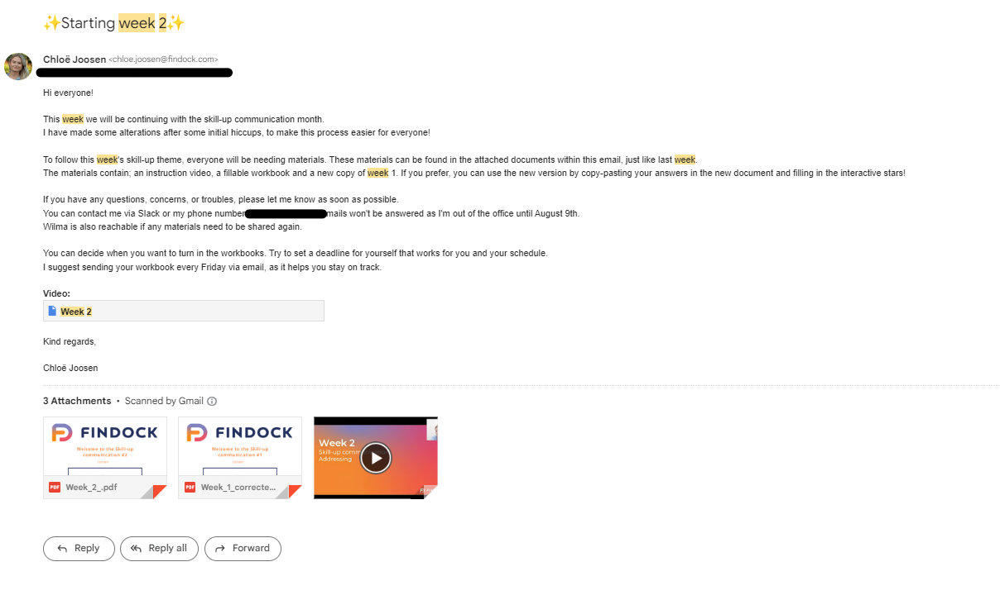 ✨Starting week 2✨
Chloë Joosen <chloe.joosen@findock.com>
Hi everyone!
This week we will be continuing with the skill-up communication month.
I have made some alterations after some initial hiccups, to make this process easier for everyone!
To follow this week's skill-up theme, everyone will be needing materials. These materials can be found in the attached documents within this email, just like last week.
The materials contain; an instruction video, a fillable workbook and a new copy of week 1. If you prefer, you can use the new version by copy-pasting your answers in the new document and filling in the interactive stars!
If you have any questions, concerns, or troubles, please let me know as soon as possible.
You can contact me via Slack or my phone number mails won't be answered as I'm out of the office until August 9th.
Wilma is also reachable if any materials need to be shared again.
You can decide when you want to turn in the workbooks. Try to set a deadline for yourself that works for you and your schedule.
I suggest sending your workbook every Friday via email, as it helps you stay on track.
Video:
Week 2
Kind regards,
Chloë Joosen
3 Attachments • Scanned by Gmail
FINDOCK
Welcome to the Skill-up
communication #2
PDF Week_2_.pdf
FINDOCK
Welcome to the Skill-up
communication #1
PDF Week_1_correcte...
Week 2
Skill-up comm
Addressing
Reply
Reply all
Forward